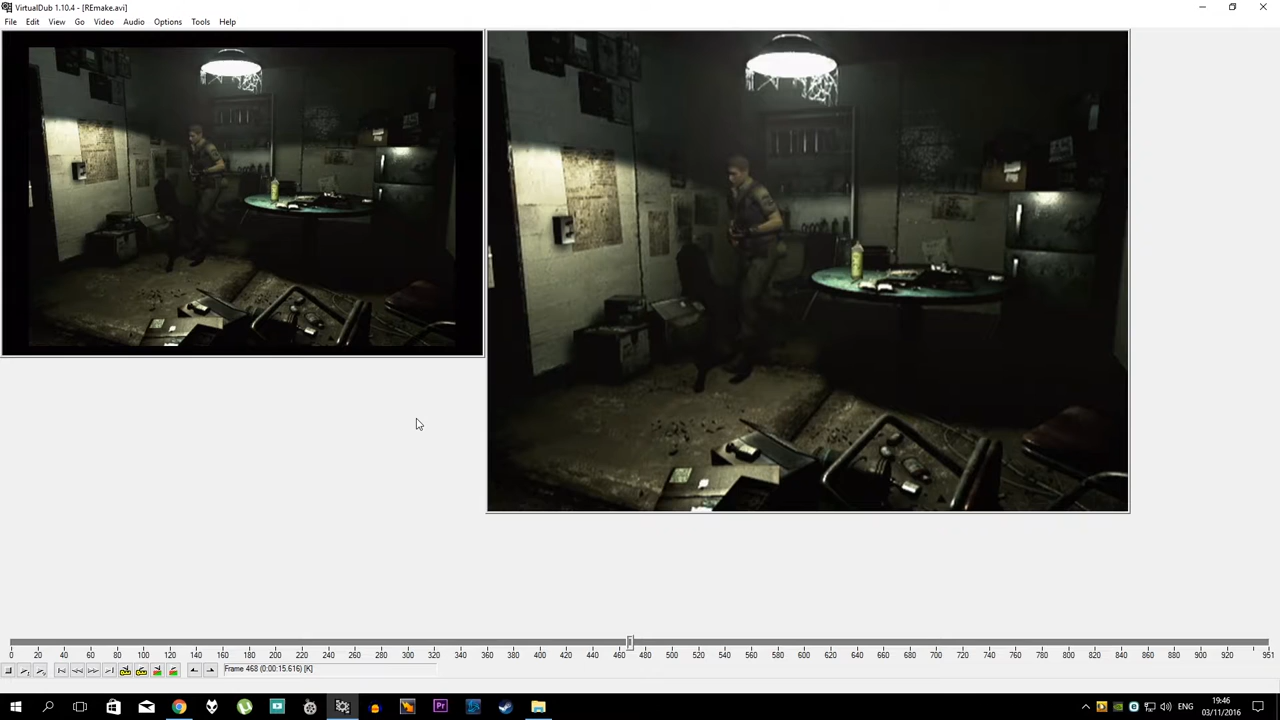 VirtualDub 1.10.4 - [REmake.avi]
File Edit View Go Video Audio Options Tools Help
0 20 40 60 80 100 120 140 160 180 200 220 240 260 280 300 320 340 360 380 400 420 440 460 480 500 520 540 560 580 600 620 640 660 680 700 720 740 760 780 800 820 840 860 880 900 920 951
Frame 468 (0:00:15.616) [K]
Pr ENG 19:46
03/11/2016